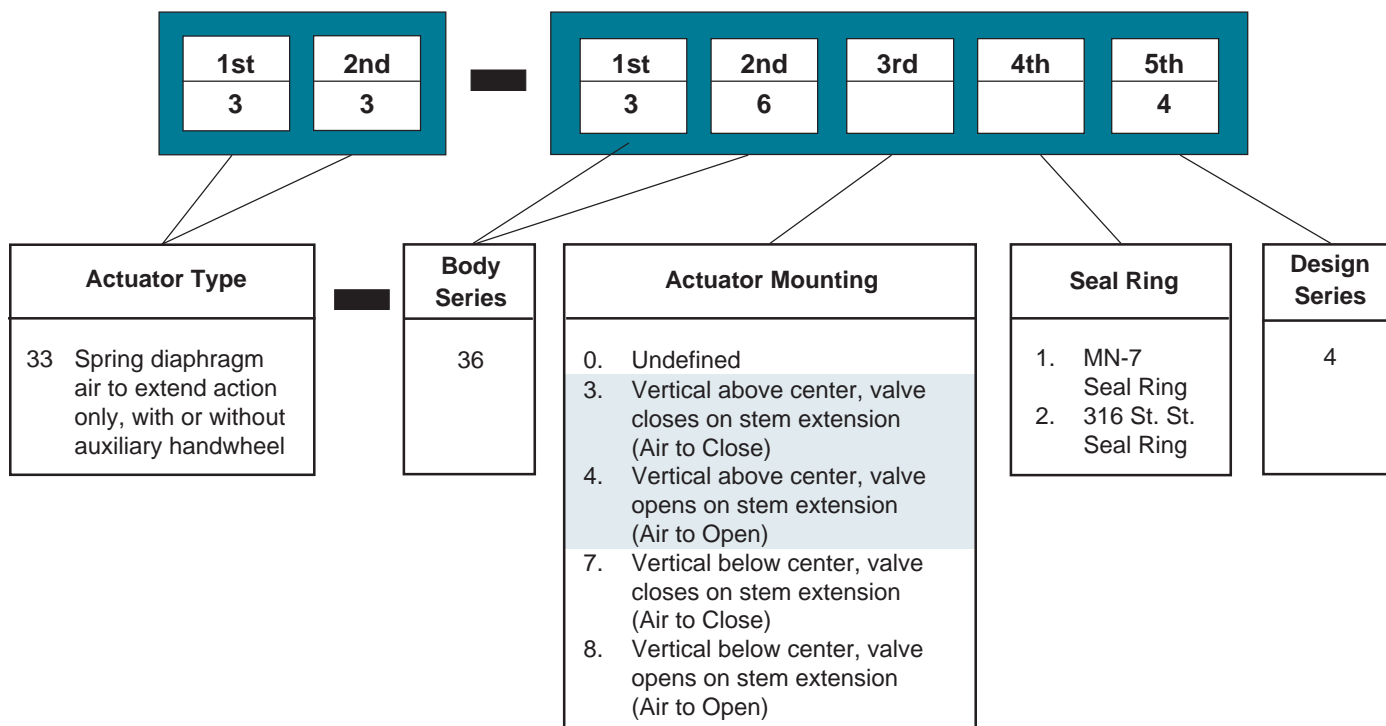 1st 2nd 1st 2nd 3rd 4th 5th
3 3 3 6 4
Actuator Type
33 Spring diaphragm
air to extend action
only, with or without
auxiliary handwheel
Body
Series
36
Actuator Mounting
0. Undefined
3. Vertical above center, valve
closes on stem extension
(Air to Close)
4. Vertical above center, valve
opens on stem extension
(Air to Open)
7. Vertical below center, valve
closes on stem extension
(Air to Close)
8. Vertical below center, valve
opens on stem extension
(Air to Open)
Seal Ring
1. MN-7
Seal Ring
2. 316 St. St.
Seal Ring
Design
Series
4